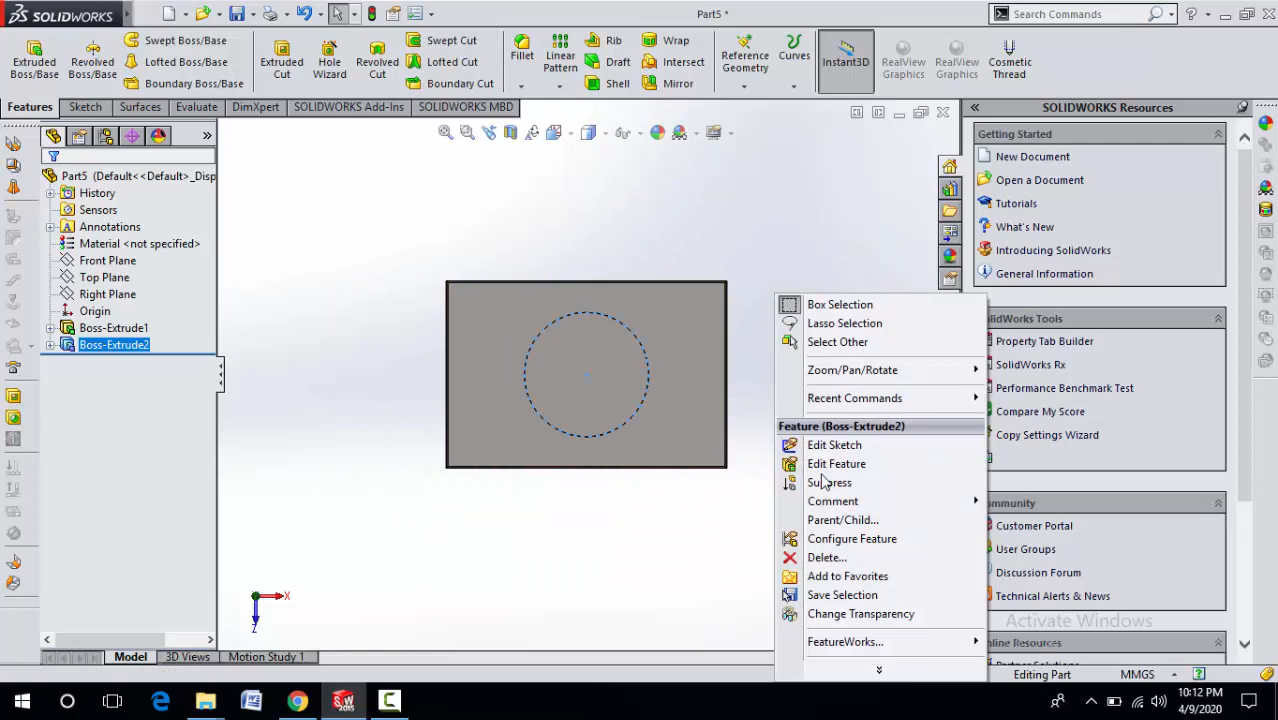 SOLIDWORKS
Part5 *
Search Commands
Extruded Boss/Base
Revolved Boss/Base
Swept Boss/Base
Lofted Boss/Base
Boundary Boss/Base
Extruded Cut
Hole Wizard
Revolved Cut
Swept Cut
Lofted Cut
Boundary Cut
Fillet
Linear Pattern
Rib
Draft
Shell
Wrap
Intersect
Mirror
Reference Geometry
Curves
Instant3D
RealView Graphics
RealView Graphics
Cosmetic Thread
Features
Sketch
Surfaces
Evaluate
DimXpert
SOLIDWORKS Add-Ins
SOLIDWORKS MBD
Part5 (Default<<Default>_Disp
History
Sensors
Annotations
Material <not specified>
Front Plane
Top Plane
Right Plane
Origin
Boss-Extrude1
Boss-Extrude2
X
Z
Box Selection
Lasso Selection
Select Other
Zoom/Pan/Rotate
Recent Commands
Feature (Boss-Extrude2)
Edit Sketch
Edit Feature
Suppress
Comment
Parent/Child...
Configure Feature
Delete...
Add to Favorites
Save Selection
Change Transparency
FeatureWorks...
SOLIDWORKS Resources
Getting Started
New Document
Open a Document
Tutorials
What's New
Introducing SolidWorks
General Information
SolidWorks Tools
Property Tab Builder
SolidWorks Rx
Performance Benchmark Test
Compare My Score
Copy Settings Wizard
ommunity
Customer Portal
User Groups
Discussion Forum
Technical Alerts & News
Activate Windows
Online Resources
Model
3D Views
Motion Study 1
Editing Part
MMGS
10:12 PM
4/9/2020